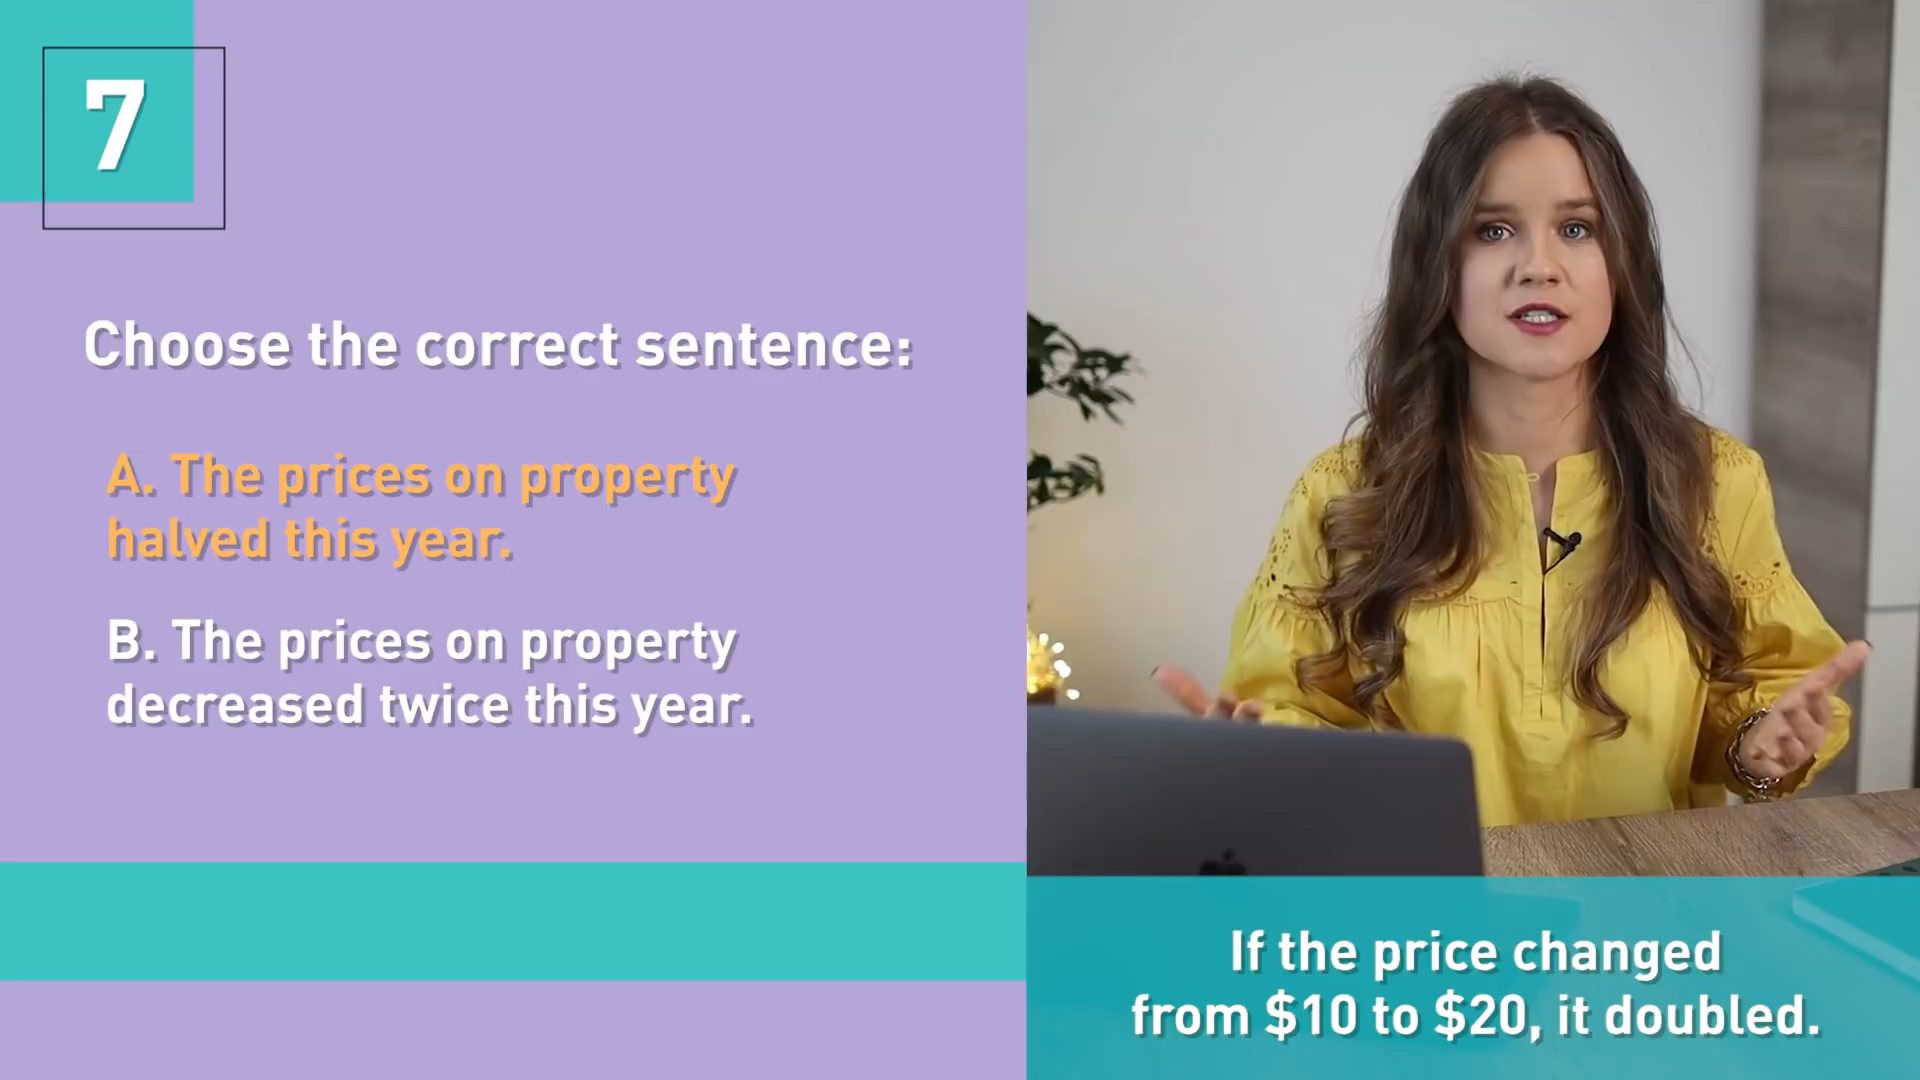 7
Choose the correct sentence:
A. The prices on property
halved this year.
B. The prices on property
decreased twice this year.
If the price changed
from $10 to $20, it doubled.